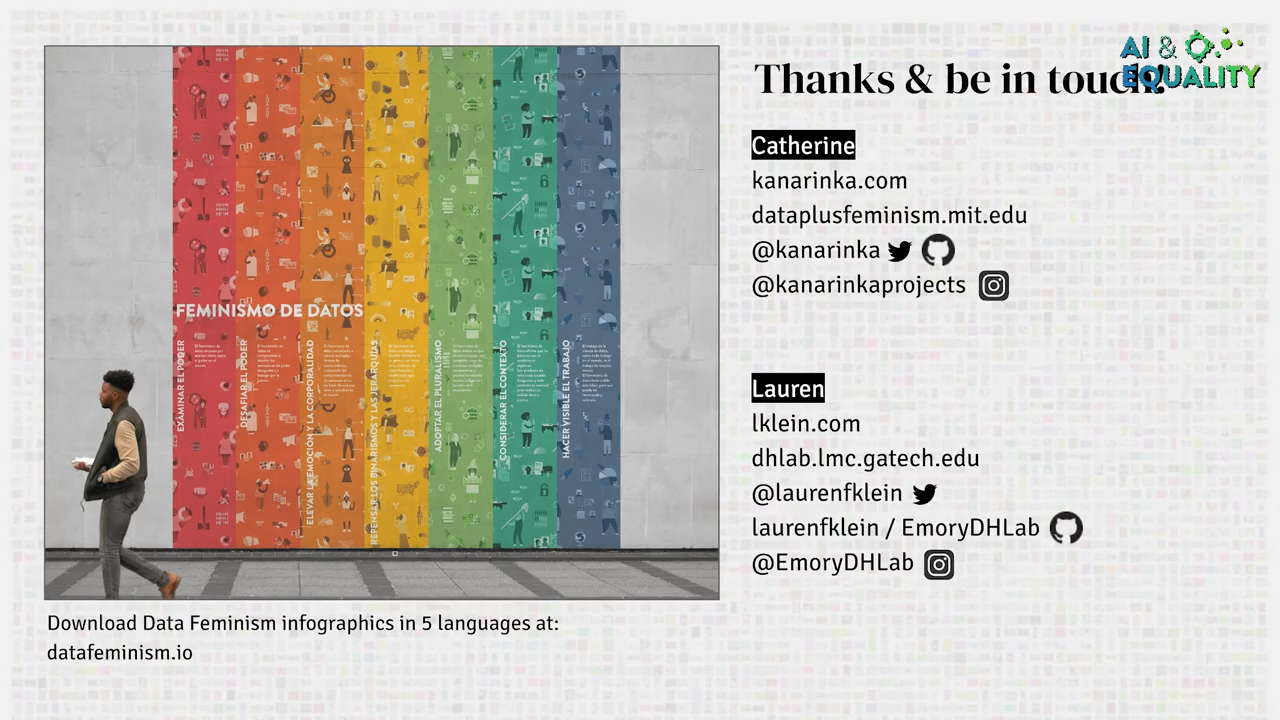 AI &
EQUALITY
Thanks & be in touch!
Catherine
kanarinka.com
dataplusfeminism.mit.edu
@kanarinka
@kanarinkaprojects
Lauren
lklein.com
dhlab.lmc.gatech.edu
@laurenfklein
laurenfklein / EmoryDHLab
@EmoryDHLab
FEMINISMO DE DATOS
EXAMINAR EL PODER
DESAFIAR EL PODER
ELEVAR LA EMOCIÓN Y LA CORPORALIDAD
REPENSAR LOS BINARISMOS Y LAS JERARQUÍAS
ADOPTAR EL PLURALISMO
CONSIDERAR EL CONTEXTO
HACER VISIBLE EL TRABAJO
Download Data Feminism infographics in 5 languages at:
datafeminism.io